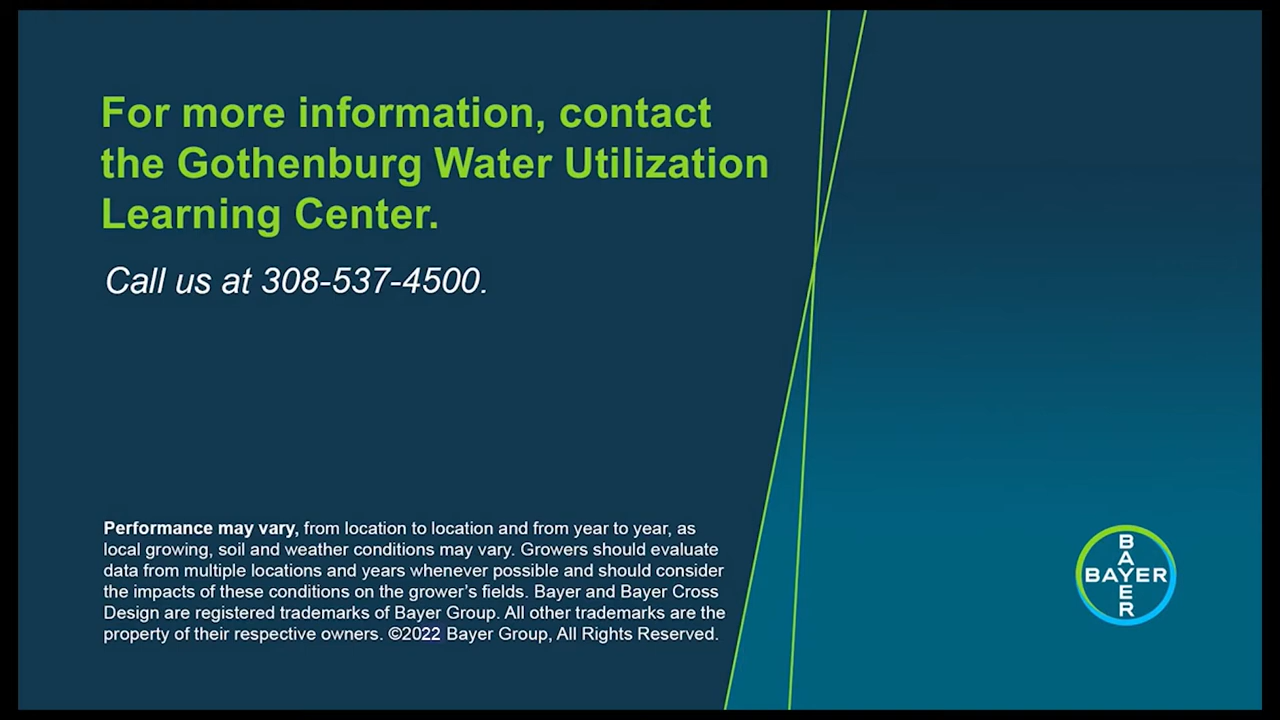 For more information, contact
the Gothenburg Water Utilization
Learning Center.
Call us at 308-537-4500.
Performance may vary, from location to location and from year to year, as
local growing, soil and weather conditions may vary. Growers should evaluate
data from multiple locations and years whenever possible and should consider
the impacts of these conditions on the grower's fields. Bayer and Bayer Cross
Design are registered trademarks of Bayer Group. All other trademarks are the
property of their respective owners. ©2022 Bayer Group, All Rights Reserved.
BAYER
BAYER